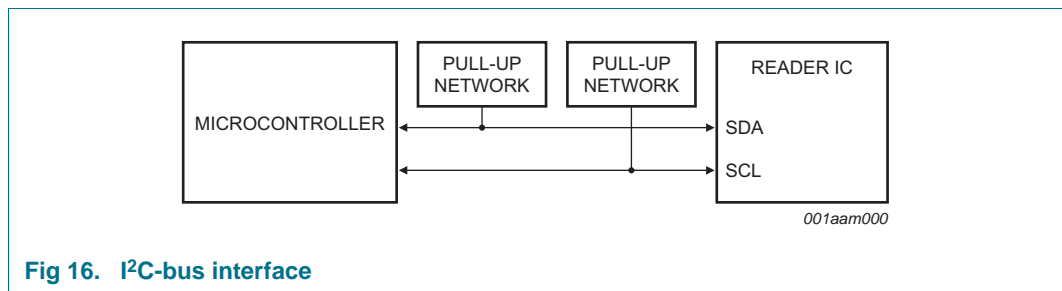 MICROCONTROLLER
PULL-UP
NETWORK
PULL-UP
NETWORK
READER IC
SDA
SCL
001aam000
Fig 16. I²C-bus interface